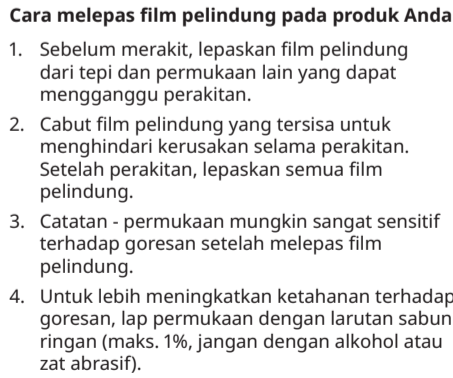 Cara melepas film pelindung pada produk Anda
1. Sebelum merakit, lepaskan film pelindung
dari tepi dan permukaan lain yang dapat
mengganggu perakitan.
2. Cabut film pelindung yang tersisa untuk
menghindari kerusakan selama perakitan.
Setelah perakitan, lepaskan semua film
pelindung.
3. Catatan - permukaan mungkin sangat sensitif
terhadap goresan setelah melepas film
pelindung.
4. Untuk lebih meningkatkan ketahanan terhadap
goresan, lap permukaan dengan larutan sabun
ringan (maks. 1%, jangan dengan alkohol atau
zat abrasif).